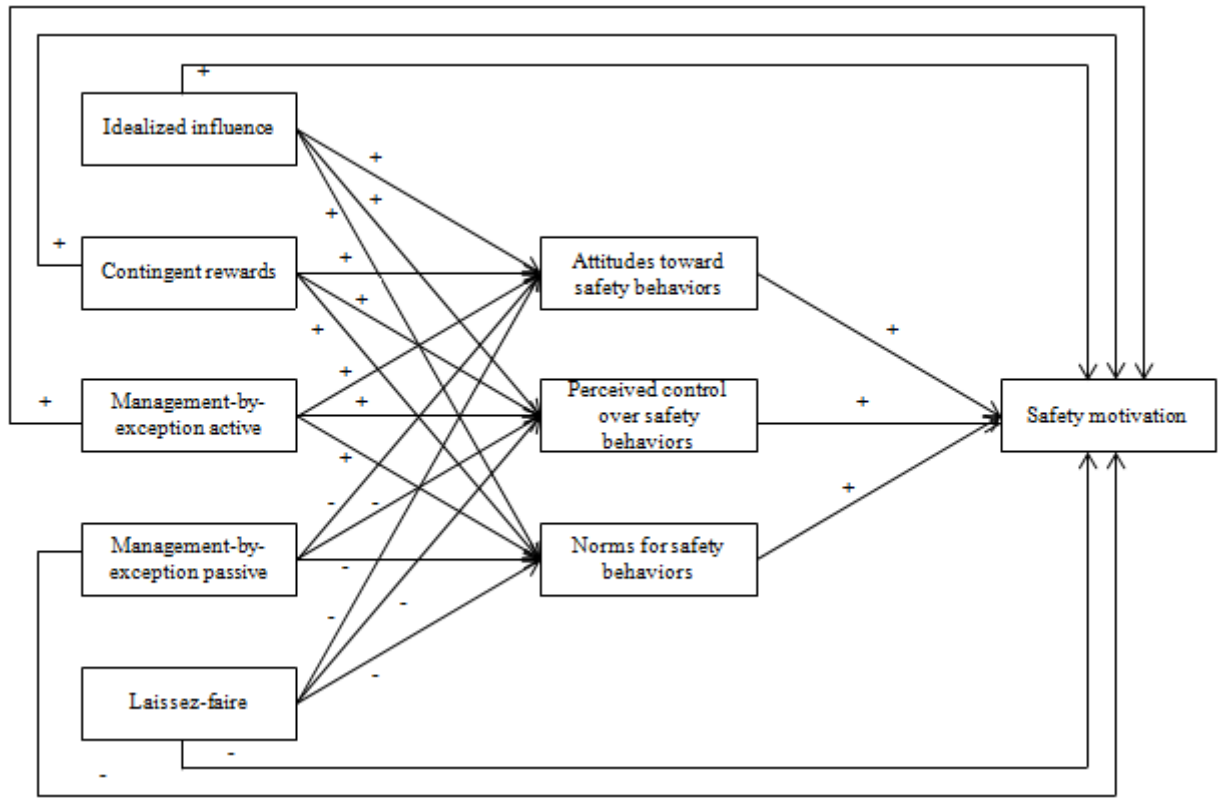 +
Idealized influence
+
+
+
+
Contingent rewards
+
+
+
Attitudes toward
safety behaviors
+
+
Management-by-
exception active
+
+
+
Perceived control
over safety
behaviors
+
Safety motivation
Management-by-
exception passive
-
-
-
Norms for safety
behaviors
+
Laissez-faire
-
-
-
-
-